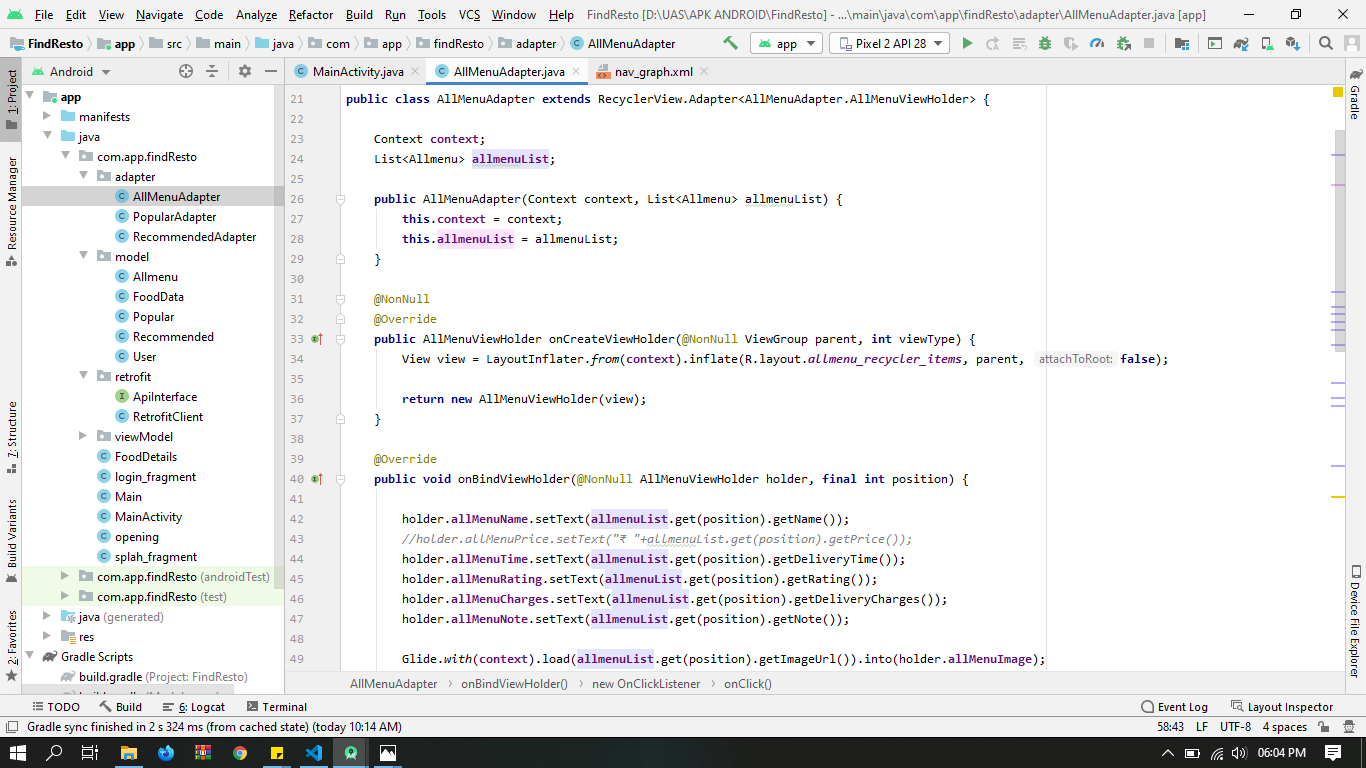 File Edit View Navigate Code Analyze Refactor Build Run Tools VCS Window Help FindResto [D:\UAS\APK ANDROID\FindResto] - ...\main\java\com\app\findResto\adapter\AllMenuAdapter.java [app]
FindResto app src main java com app findResto adapter AllMenuAdapter app Pixel 2 API 28
Android MainActivity.java AllMenuAdapter.java nav_graph.xml
1: Project
Resource Manager
7: Structure
Build Variants
2: Favorites
app
manifests
java
com.app.findResto
adapter
AllMenuAdapter
PopularAdapter
RecommendedAdapter
model
Allmenu
FoodData
Popular
Recommended
User
retrofit
ApiInterface
RetrofitClient
viewModel
FoodDetails
login_fragment
Main
MainActivity
opening
splah_fragment
com.app.findResto (androidTest)
com.app.findResto (test)
java (generated)
res
Gradle Scripts
build.gradle (Project: FindResto)
21 public class AllMenuAdapter extends RecyclerView.Adapter<AllMenuAdapter.AllMenuViewHolder> {
22
23 Context context;
24 List<Allmenu> allmenuList;
25
26 public AllMenuAdapter(Context context, List<Allmenu> allmenuList) {
27 this.context = context;
28 this.allmenuList = allmenuList;
29 }
30
31 @NonNull
32 @Override
33 public AllMenuViewHolder onCreateViewHolder(@NonNull ViewGroup parent, int viewType) {
34 View view = LayoutInflater.from(context).inflate(R.layout.allmenu_recycler_items, parent, attachToRoot: false);
35
36 return new AllMenuViewHolder(view);
37 }
38
39 @Override
40 public void onBindViewHolder(@NonNull AllMenuViewHolder holder, final int position) {
41
42 holder.allMenuName.setText(allmenuList.get(position).getName());
43 //holder.allMenuPrice.setText("₹ "+allmenuList.get(position).getPrice());
44 holder.allMenuTime.setText(allmenuList.get(position).getDeliveryTime());
45 holder.allMenuRating.setText(allmenuList.get(position).getRating());
46 holder.allMenuCharges.setText(allmenuList.get(position).getDeliveryCharges());
47 holder.allMenuNote.setText(allmenuList.get(position).getNote());
48
49 Glide.with(context).load(allmenuList.get(position).getImageUrl()).into(holder.allMenuImage);
Gradle
Device File Explorer
AllMenuAdapter onBindViewHolder() new OnClickListener onClick()
TODO Build 6: Logcat Terminal Event Log Layout Inspector
Gradle sync finished in 2 s 324 ms (from cached state) (today 10:14 AM) 58:43 LF UTF-8 4 spaces
06:04 PM